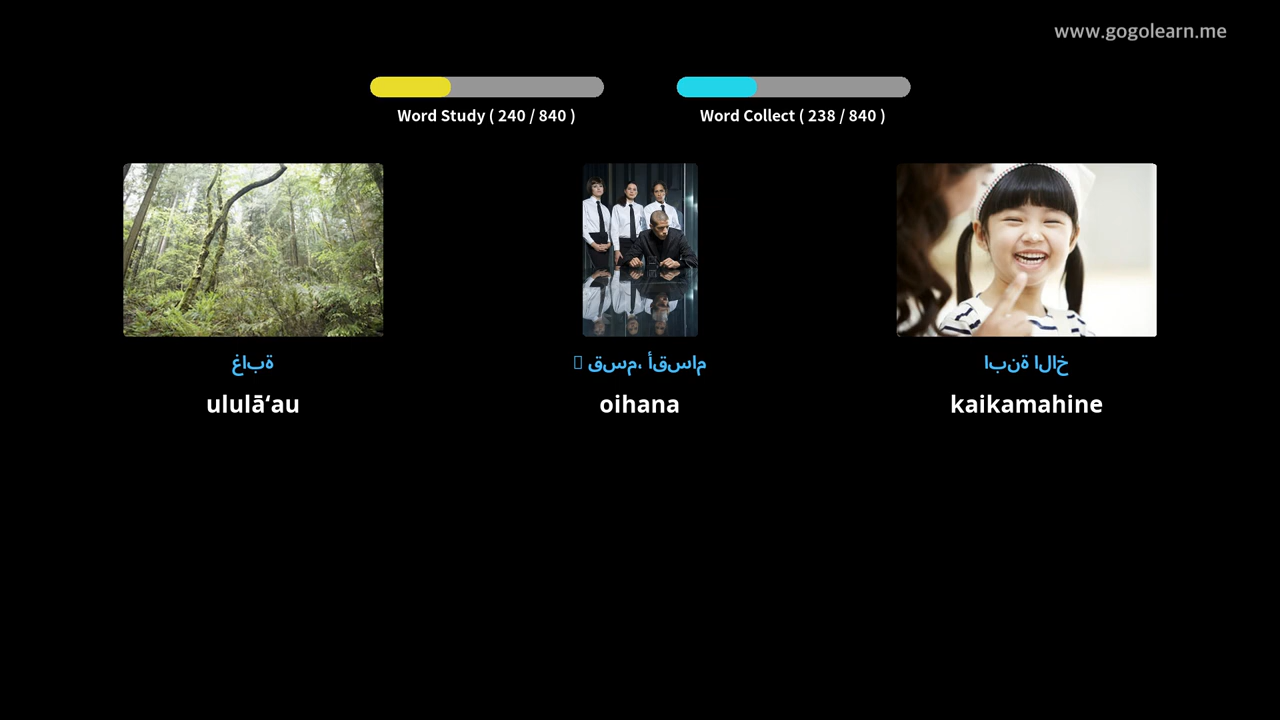 www.gogolearn.me
Word Study ( 240 / 840 )
Word Collect ( 238 / 840 )
غابة
قسم، أقسام
ابنة الاخ
ululāʻau
oihana
kaikamahine